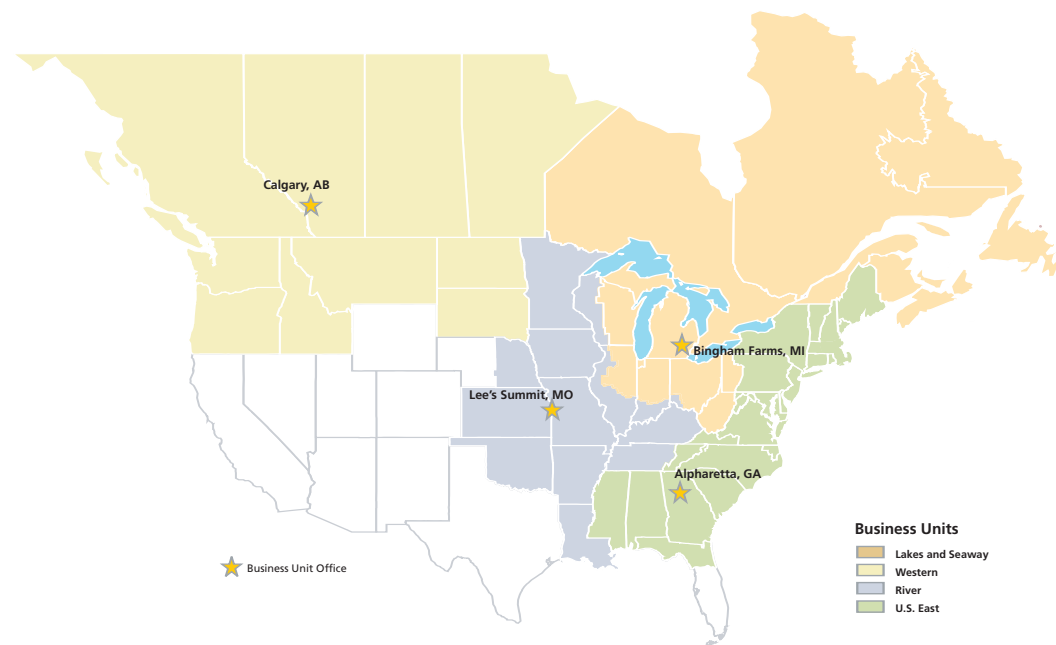 Calgary, AB
Bingham Farms, MI
Lee's Summit, MO
Alpharetta, GA
Business Unit Office
Business Units
Lakes and Seaway
Western
River
U.S. East